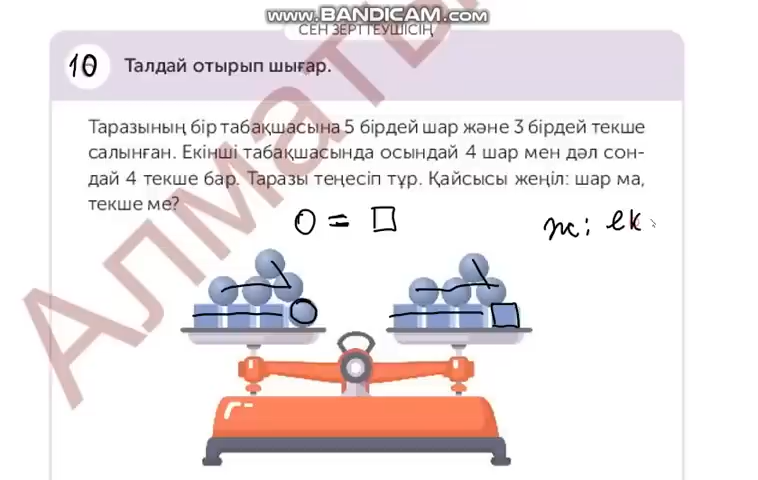 www.BANDICAM.com
СЕН ЗЕРТТЕУШІСІҢ
10 Талдай отырып шығар.
Таразының бір табақшасына 5 бірдей шар және 3 бірдей текше
салынған. Екінші табақшасында осындай 4 шар мен дәл сон-
дай 4 текше бар. Таразы теңесіп тұр. Қайсысы жеңіл: шар ма,
текше ме?
O = □
ж: ек
Алматы